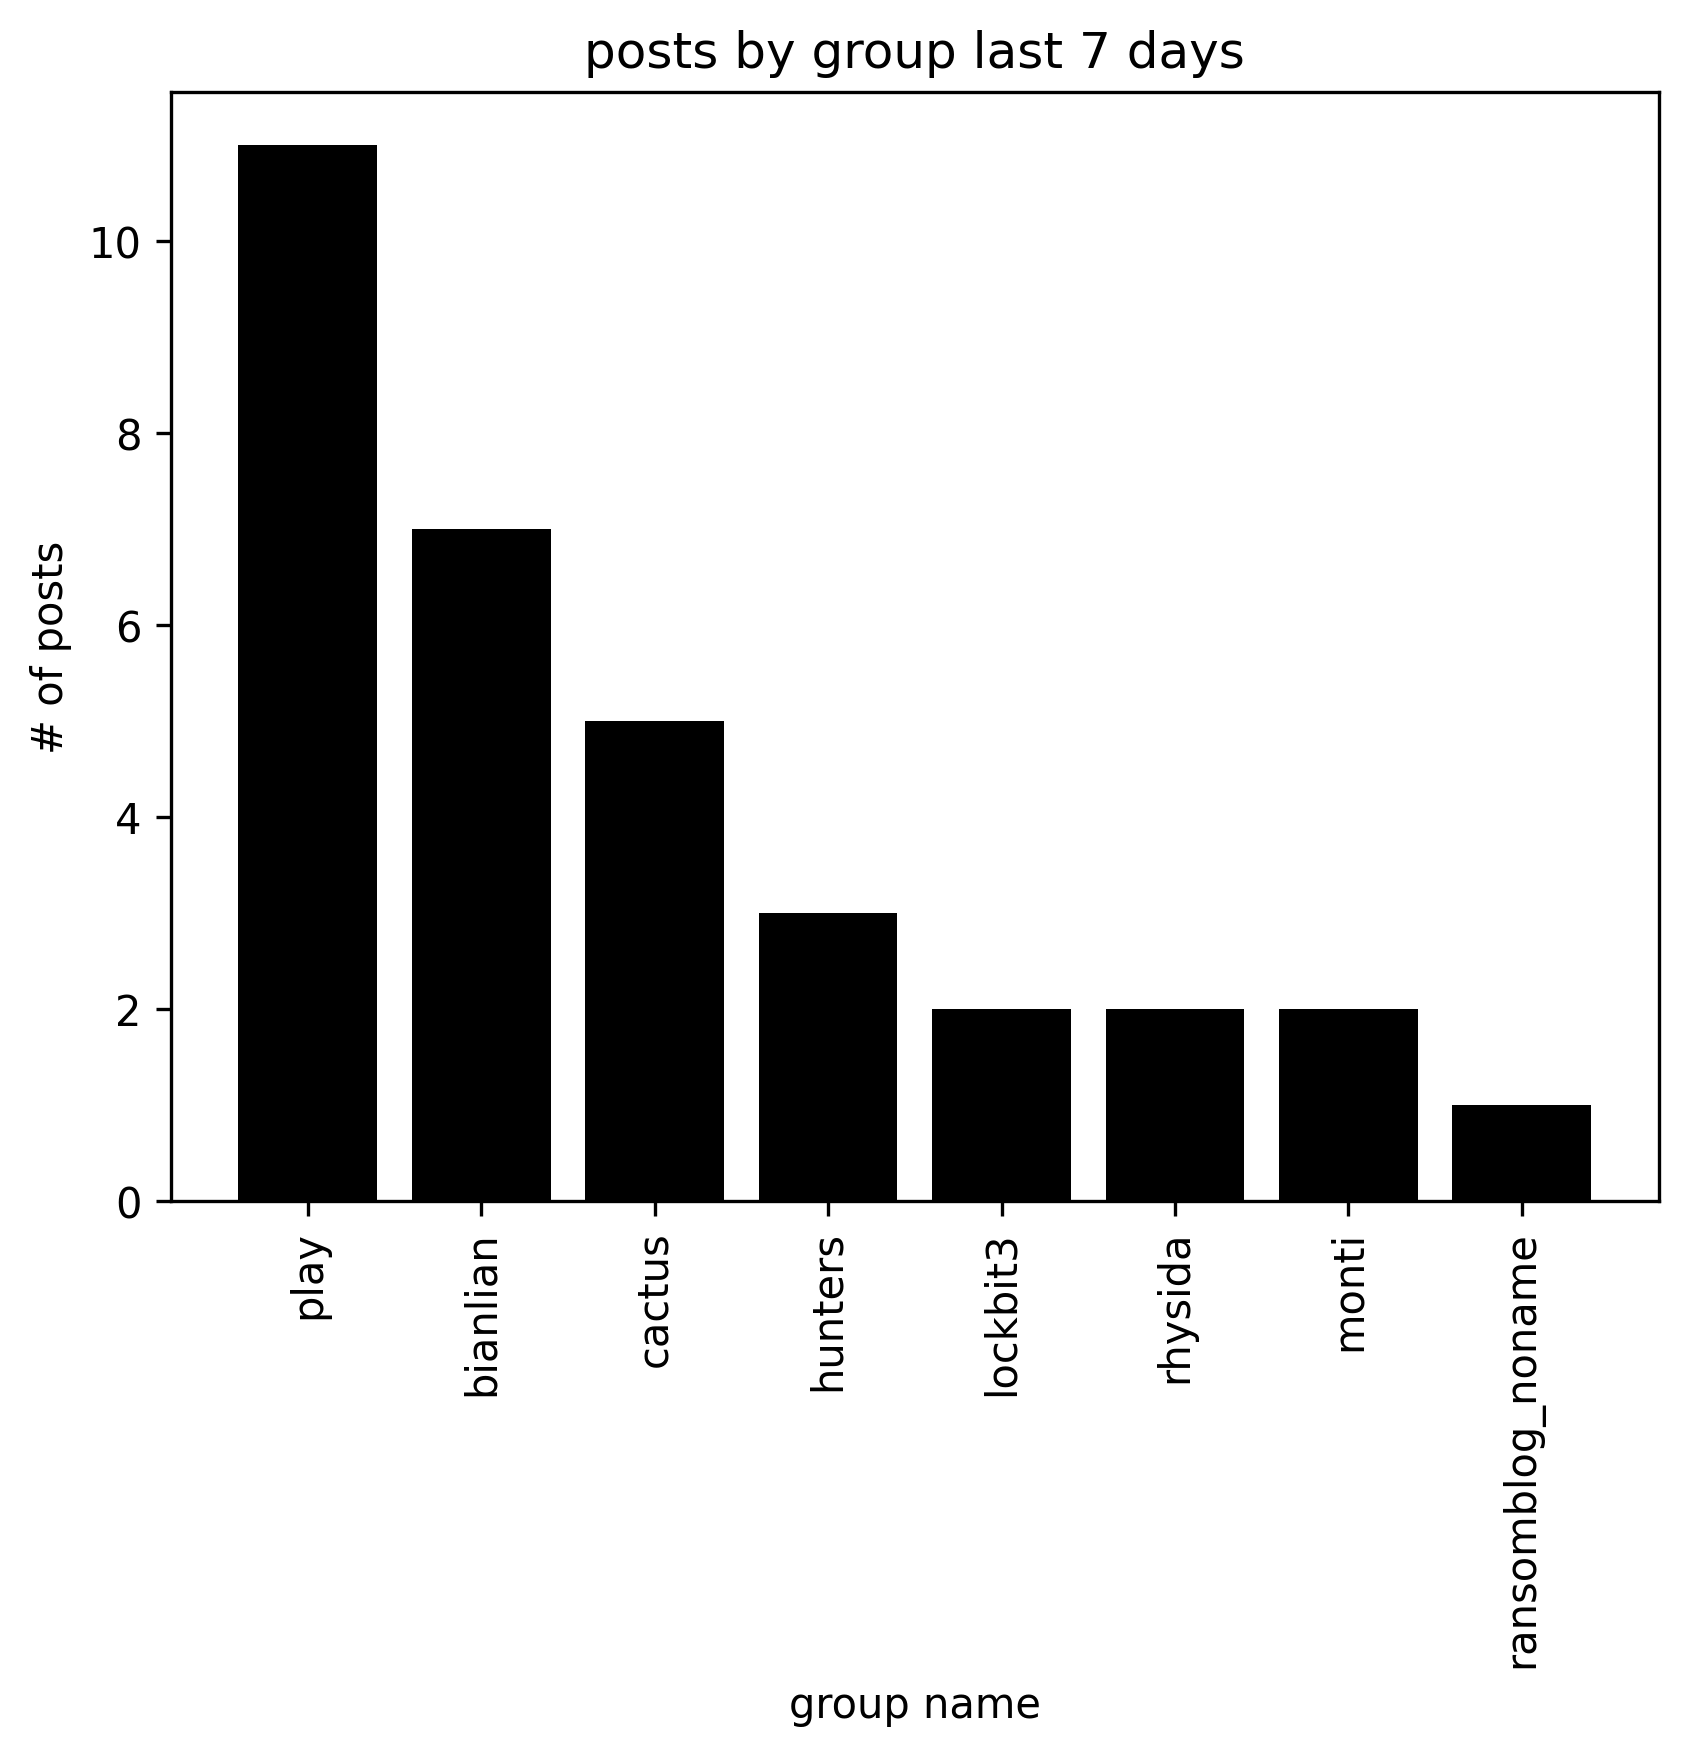 posts by group last 7 days
# of posts
10
8
6
4
2
0
play
bianlian
cactus
hunters
lockbit3
rhysida
monti
ransomblog_noname
group name